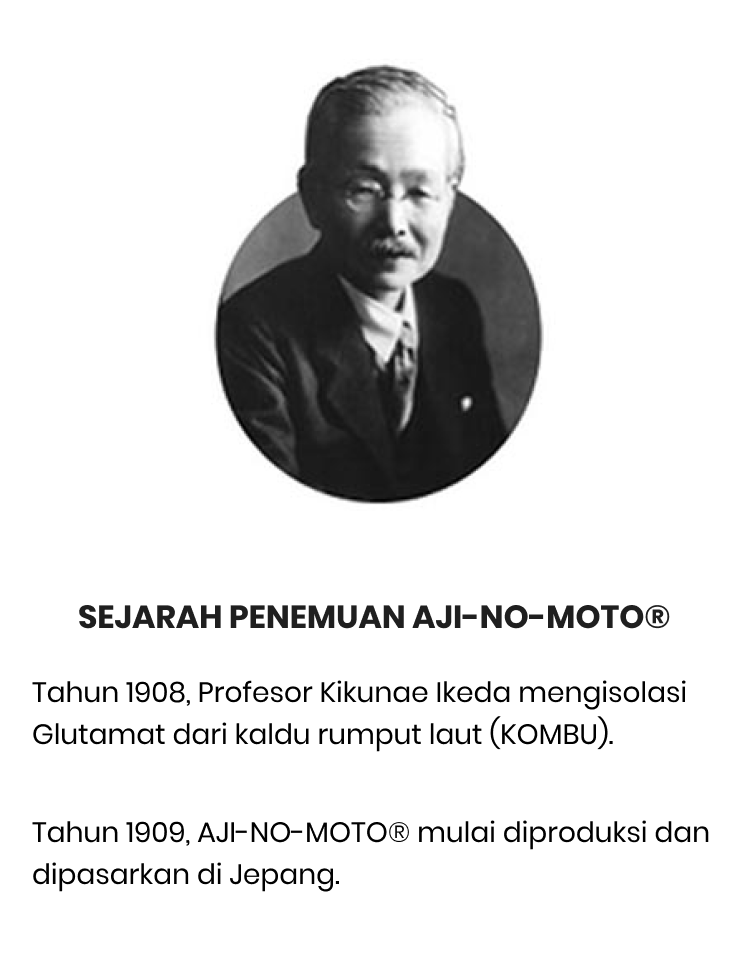 SEJARAH PENEMUAN AJI-NO-MOTO®
Tahun 1908, Profesor Kikunae Ikeda mengisolasi
Glutamat dari kaldu rumput laut (KOMBU).
Tahun 1909, AJI-NO-MOTO® mulai diproduksi dan
dipasarkan di Jepang.